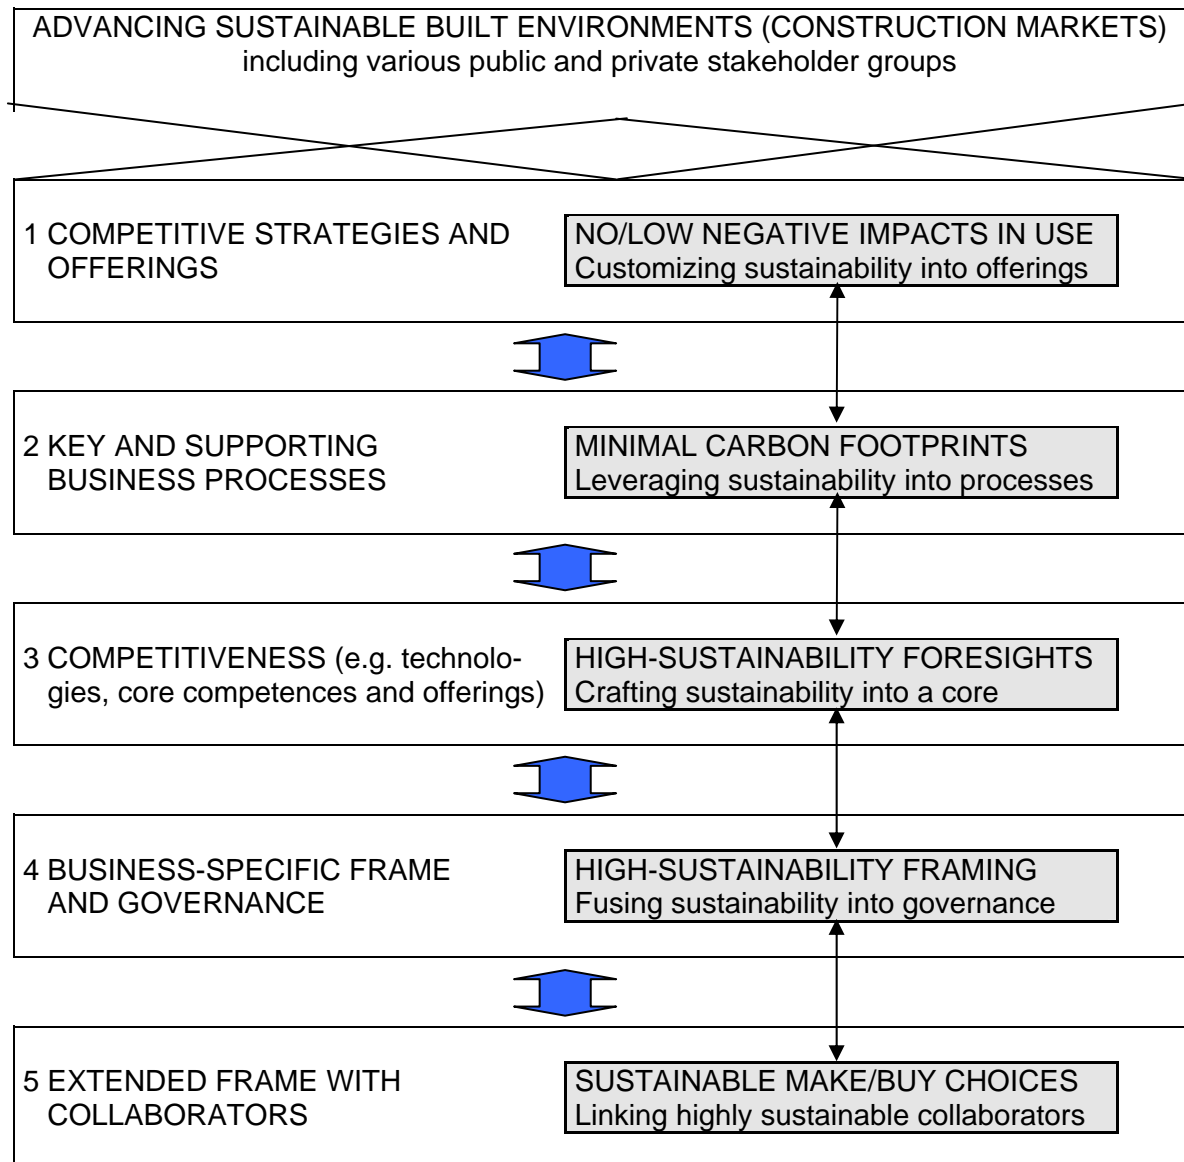 ADVANCING SUSTAINABLE BUILT ENVIRONMENTS (CONSTRUCTION MARKETS)
including various public and private stakeholder groups
1 COMPETITIVE STRATEGIES AND
OFFERINGS
NO/LOW NEGATIVE IMPACTS IN USE
Customizing sustainability into offerings
2 KEY AND SUPPORTING
BUSINESS PROCESSES
MINIMAL CARBON FOOTPRINTS
Leveraging sustainability into processes
3 COMPETITIVENESS (e.g. technolo-
gies, core competences and offerings)
HIGH-SUSTAINABILITY FORESIGHTS
Crafting sustainability into a core
4 BUSINESS-SPECIFIC FRAME
AND GOVERNANCE
HIGH-SUSTAINABILITY FRAMING
Fusing sustainability into governance
5 EXTENDED FRAME WITH
COLLABORATORS
SUSTAINABLE MAKE/BUY CHOICES
Linking highly sustainable collaborators